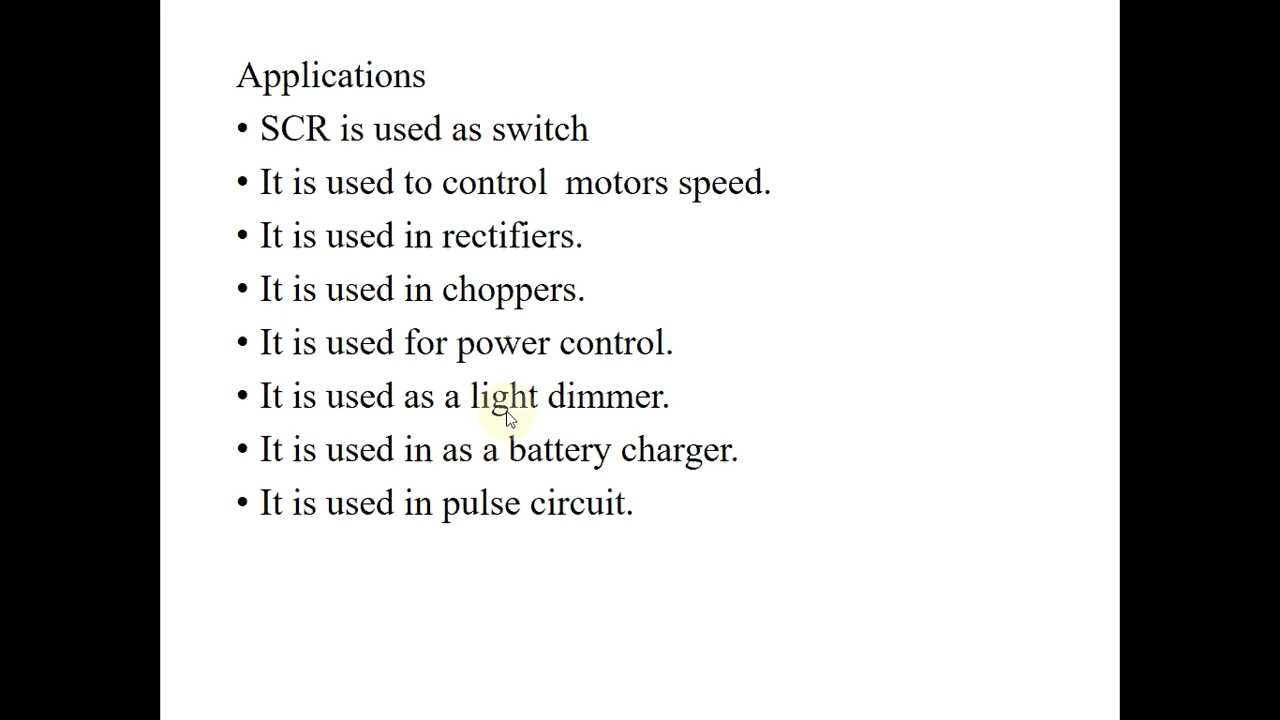 Applications
• SCR is used as switch
• It is used to control  motors speed.
• It is used in rectifiers.
• It is used in choppers.
• It is used for power control.
• It is used as a light dimmer.
• It is used in as a battery charger.
• It is used in pulse circuit.